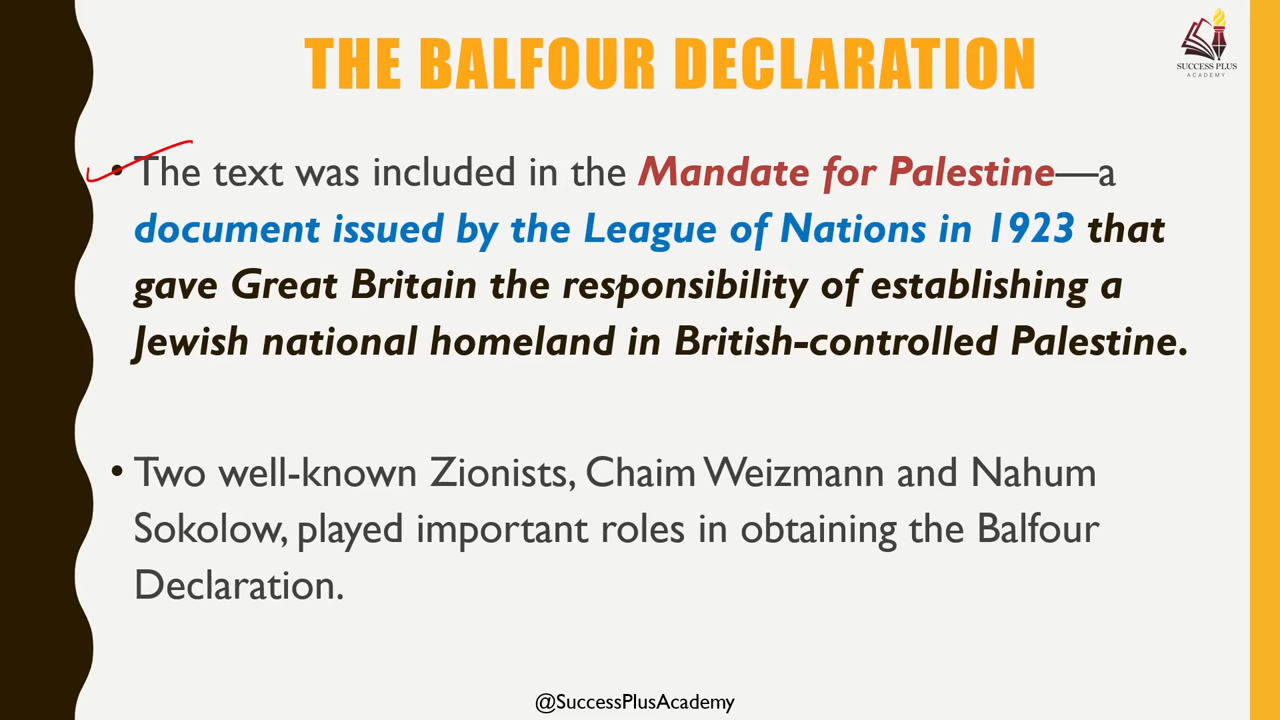 THE BALFOUR DECLARATION
SUCCESS PLUS
ACADEMY
• The text was included in the Mandate for Palestine—a
document issued by the League of Nations in 1923 that
gave Great Britain the responsibility of establishing a
Jewish national homeland in British-controlled Palestine.
• Two well-known Zionists, Chaim Weizmann and Nahum
Sokolow, played important roles in obtaining the Balfour
Declaration.
@SuccessPlusAcademy